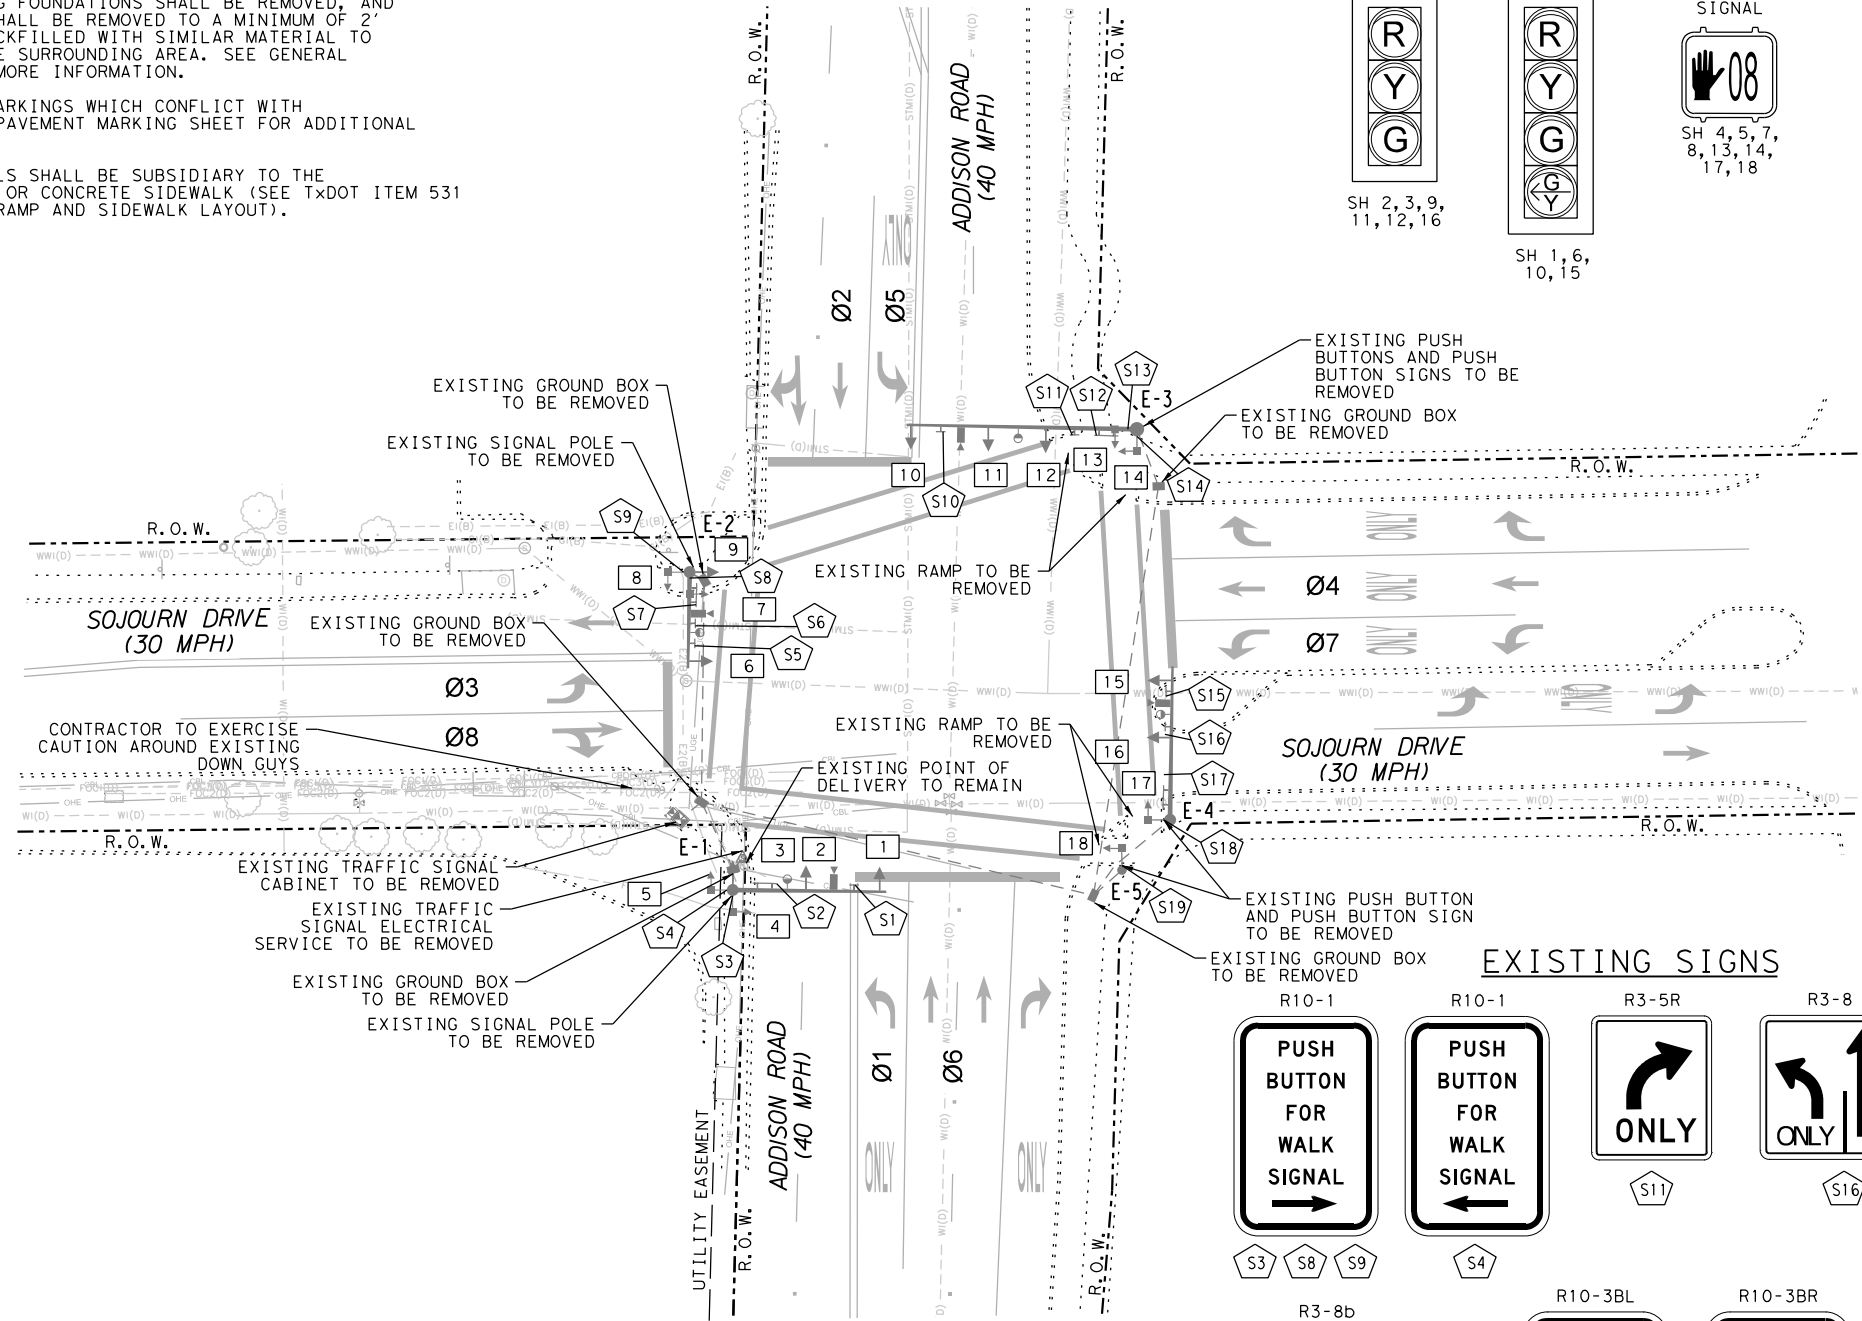 G FOUNDATIONS SHALL BE REMOVED, AND
HALL BE REMOVED TO A MINIMUM OF 2'
CKFILLED WITH SIMILAR MATERIAL TO
E SURROUNDING AREA. SEE GENERAL
MORE INFORMATION.
ARKINGS WHICH CONFLICT WITH
PAVEMENT MARKING SHEET FOR ADDITIONAL
LS SHALL BE SUBSIDIARY TO THE
OR CONCRETE SIDEWALK (SEE TxDOT ITEM 531
RAMP AND SIDEWALK LAYOUT).
R
Y
G
SH 2,3,9,
11,12,16
R
Y
G
G
Y
SH 1,6,
10,15
SIGNAL
08
SH 4,5,7,
8,13,14,
17,18
R.O.W.
R.O.W.
ADDISON ROAD
(40 MPH)
ONLY
Ø2
Ø5
EXISTING GROUND BOX
TO BE REMOVED
EXISTING SIGNAL POLE
TO BE REMOVED
EXISTING PUSH
BUTTONS AND PUSH
BUTTON SIGNS TO BE
REMOVED
EXISTING GROUND BOX
TO BE REMOVED
S11
S12
S13
E-3
10
11
12
13
14
S10
S14
R.O.W.
R.O.W.
S9
E-2
9
8
S8
S7
7
S6
6
S5
EXISTING RAMP TO BE
REMOVED
ONLY
ONLY
ONLY
Ø4
Ø7
SOJOURN DRIVE
(30 MPH)
EXISTING GROUND BOX
TO BE REMOVED
Ø3
Ø8
CONTRACTOR TO EXERCISE
CAUTION AROUND EXISTING
DOWN GUYS
EXISTING RAMP TO BE
REMOVED
EXISTING POINT OF
DELIVERY TO REMAIN
15
S15
16
S16
17
S17
ONLY
SOJOURN DRIVE
(30 MPH)
E-4
R.O.W.
R.O.W.
E-1
3
2
1
18
S18
EXISTING TRAFFIC SIGNAL
CABINET TO BE REMOVED
EXISTING TRAFFIC
SIGNAL ELECTRICAL
SERVICE TO BE REMOVED
EXISTING GROUND BOX
TO BE REMOVED
EXISTING SIGNAL POLE
TO BE REMOVED
5
S4
4
S3
S2
S1
E-5
S19
EXISTING PUSH BUTTON
AND PUSH BUTTON SIGN
TO BE REMOVED
EXISTING GROUND BOX
TO BE REMOVED
Ø1
Ø6
ADDISON ROAD
(40 MPH)
ONLY
ONLY
UTILITY EASEMENT
R.O.W.
R.O.W.
EXISTING SIGNS
R10-1
PUSH
BUTTON
FOR
WALK
SIGNAL
S3
S8
S9
R10-1
PUSH
BUTTON
FOR
WALK
SIGNAL
S4
R3-5R
ONLY
S11
R3-8
ONLY
S16
R3-8b
R10-3BL
R10-3BR